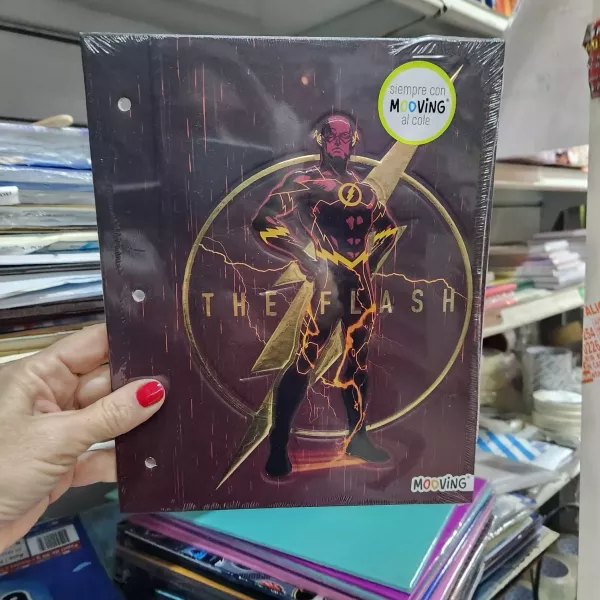 siempre con
MOOVING®
al cole
THE FLASH
MOOVING®